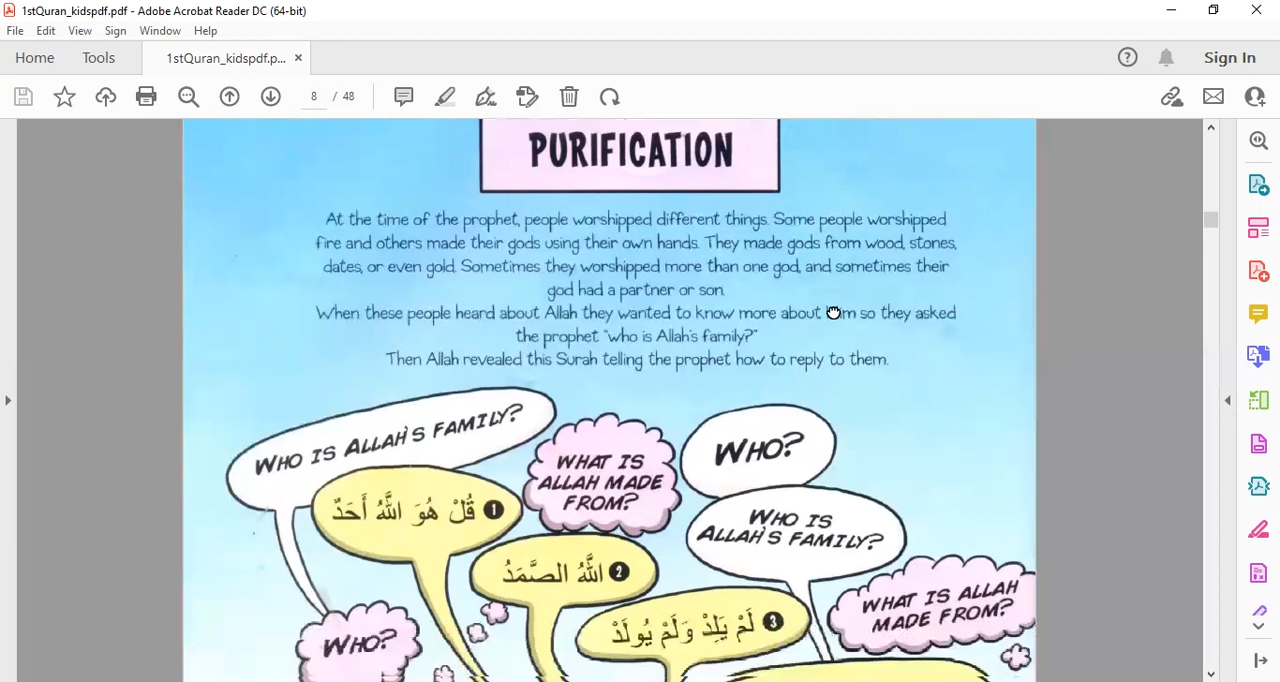 1stQuran_kidspdf.pdf - Adobe Acrobat Reader DC (64-bit)
File Edit View Sign Window Help
Home Tools 1stQuran_kidspdf.p... Sign In
8 / 48
PURIFICATION
At the time of the prophet, people worshipped different things. Some people worshipped
fire and others made their gods using their own hands. They made gods from wood, stones,
dates, or even gold. Sometimes they worshipped more than one god, and sometimes their
god had a partner or son.
When these people heard about Allah they wanted to know more about so they asked
the prophet "who is Allah's family?"
Then Allah revealed this Surah telling the prophet how to reply to them.
WHO IS ALLAH'S FAMILY?
WHAT IS
ALLAH MADE
FROM?
WHO?
قُلْ هُوَ اللَّهُ أَحَدٌ 1
WHO IS
ALLAH'S FAMILY?
اللَّهُ الصَّمَدُ 2
لَمْ يَلِدْ وَلَمْ يُولَدْ 3
WHAT IS ALLAH
MADE FROM?
WHO?